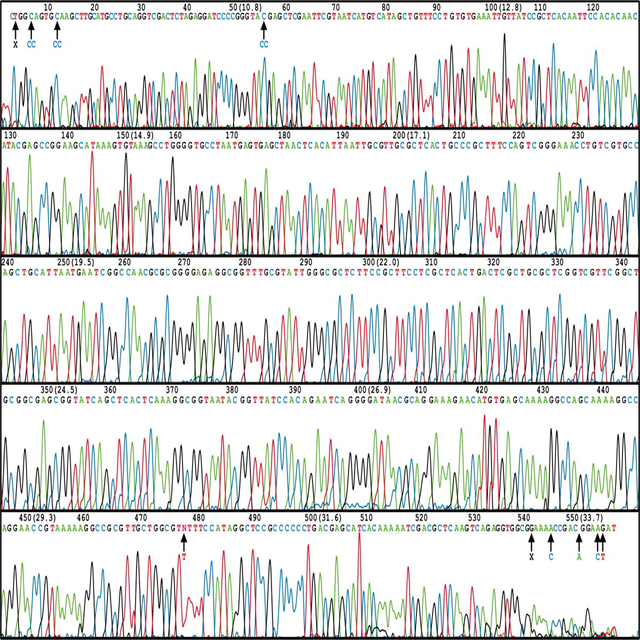 10 20 30 40 50(10.8) 60 70 80 90 100(12.8) 110 120
CTGGCAGTGCAAGCTTGCATGCCTGCAGGTCGACTCTAGAGGATCCCCGGGTACGAGCTCGAATTCGTAATCATGTCATAGCTGTTTCCTGTGTGAAATTGTTATCCGCTCACAATTCCACACAAC
X CC CC CC
130 140 150(14.9) 160 170 180 190 200(17.1) 210 220 230
ATACGAGCCGGAAGCATAAAGTGTAAAGCCTGGGGTGCCTAATGAGTGAGCTAACTCACATTAATTGCGTTGCGCTCACTGCCCGCTTTCCAGTCGGGAAACCTGTCGTGCC
240 250(19.5) 260 270 280 290 300(22.0) 310 320 330 340
AGCTGCATTAATGAATCGGCCAACGCGCGGGGAGAGGCGGTTTGCGTATTGGGCGCTCTTCCGCTTCCTCGCTCACTGACTCGCTGCGCTCGGTCGTTCGGCT
350(24.5) 360 370 380 390 400(26.9) 410 420 430 440
GCGGCGAGCGGTATCAGCTCACTCAAAGGCGGTAATACGGTTATCCACAGAATCAGGGGATAACGCAGGAAAGAACATGTGAGCAAAAGGCCAGCAAAAGGCC
450(29.3) 460 470 480 490 500(31.6) 510 520 530 540 550(33.7)
AGGAACCGTAAAAAGGCCGCGTTGCTGGCGTNTTTCCATAGGCTCCGCCCCCCTGACGAGCATCACAAAAATCGACGCTCAAGTCAGAGGTGGCGGAAAACCGACGGAAGAT
T X C A CT